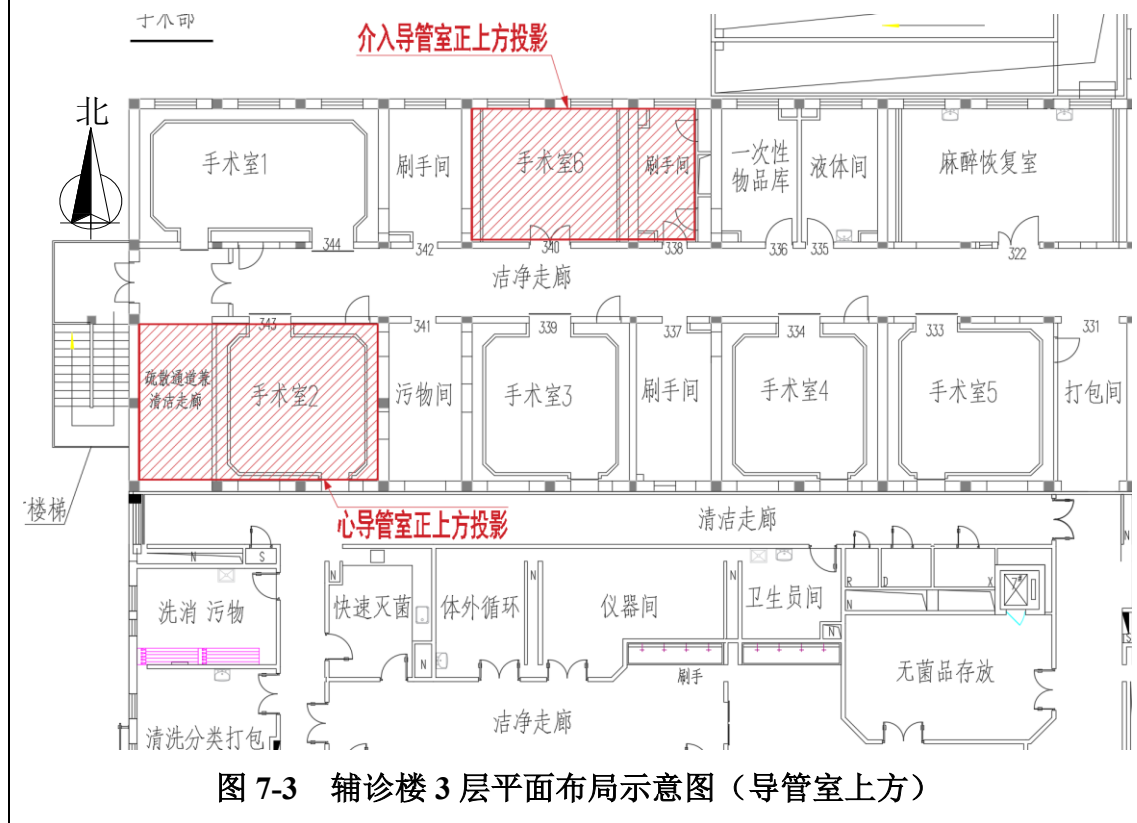 手术部
介入导管室正上方投影
北
手术室1
刷手间
手术室6
刷手间
一次性
物品库
液体间
麻醉恢复室
344
342
340
338
336
335
322
洁净走廊
343
341
339
337
334
333
331
疏散通道兼
清洁走廊
手术室2
污物间
手术室3
刷手间
手术室4
手术室5
打包间
楼梯
心导管室正上方投影
清洁走廊
N
S
N
N
N
R
D
X
7#
N
N
洗消 污物
快速灭菌
体外循环
仪器间
卫生员间
N
N
刷手
无菌品存放
清洗分类打包
洁净走廊
图 7-3 辅诊楼 3 层平面布局示意图（导管室上方）